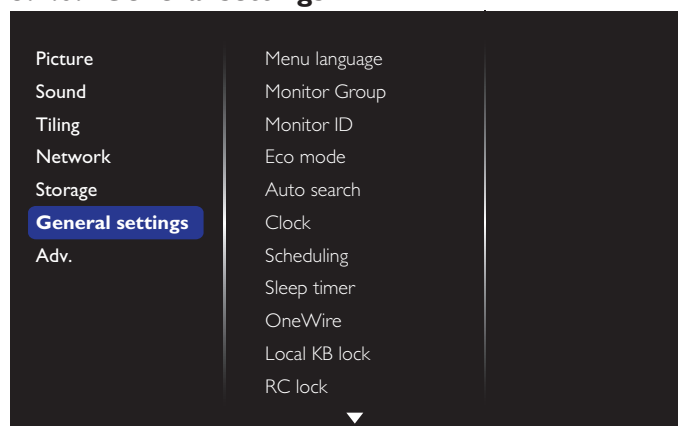 Picture
Sound
Tiling
Network
Storage
General settings
Adv.
Menu language
Monitor Group
Monitor ID
Eco mode
Auto search
Clock
Scheduling
Sleep timer
OneWire
Local KB lock
RC lock